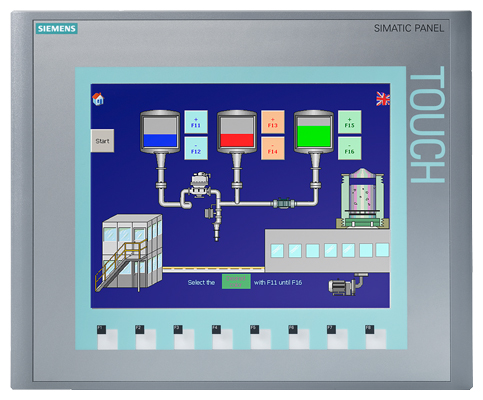 SIEMENS
SIMATIC PANEL
TOUCH
+
F11
+
F13
+
F15
-
F12
-
F14
-
F16
Start
Select the
with F11 until F16
F1
F2
F3
F4
F5
F6
F7
F8